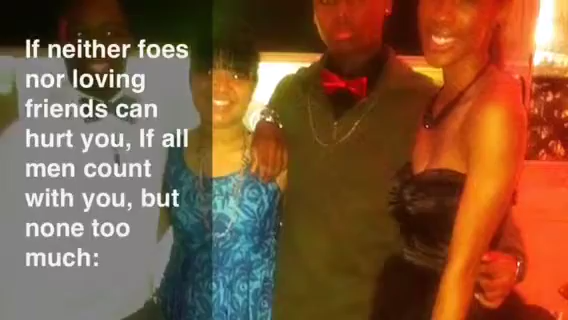 If neither foes
nor loving
friends can
hurt you, If all
men count
with you, but
none too
much: